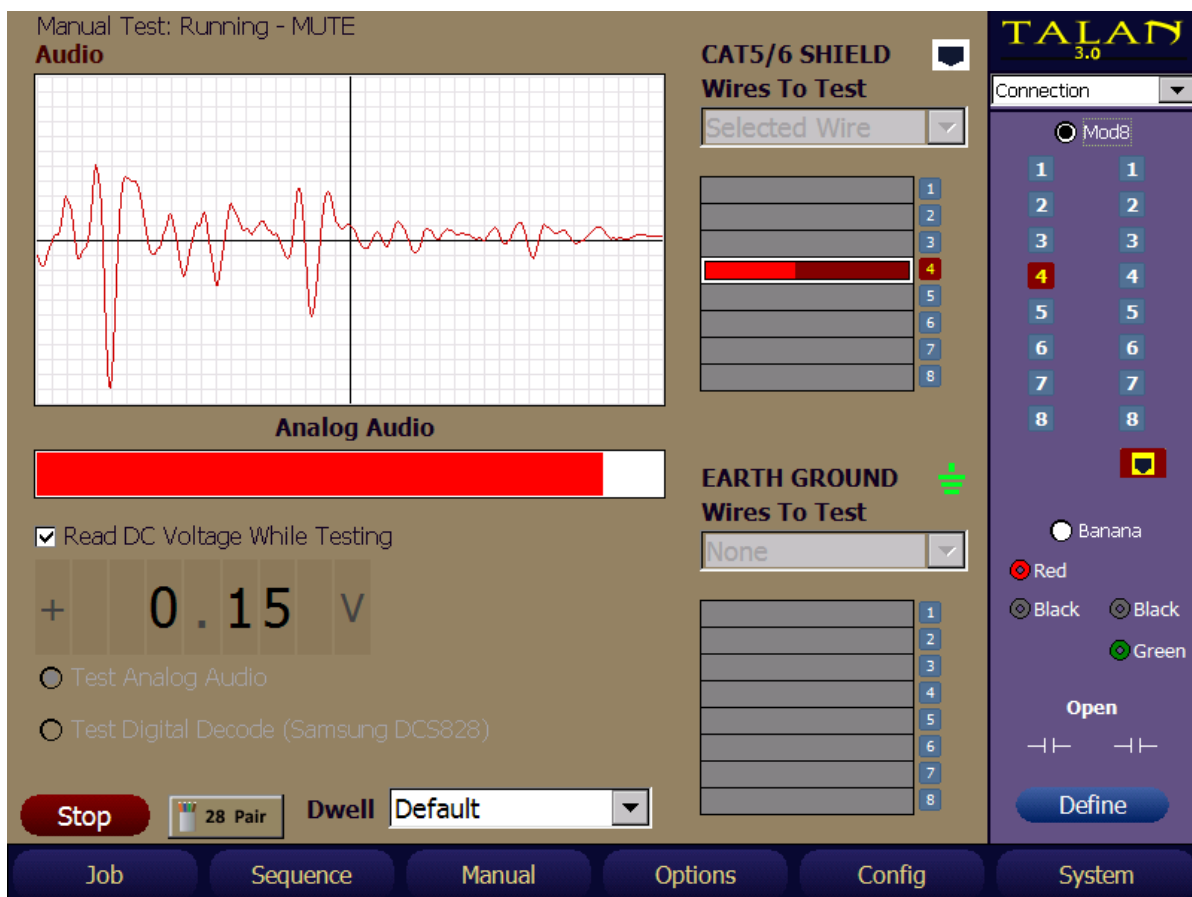 Manual Test: Running - MUTE
Audio
Analog Audio
Read DC Voltage While Testing
+ 0.15 V
Test Analog Audio
Test Digital Decode (Samsung DCS828)
Stop
28 Pair
Dwell
Default
CAT5/6 SHIELD
Wires To Test
Selected Wire
1
2
3
4
5
6
7
8
EARTH GROUND
Wires To Test
None
1
2
3
4
5
6
7
8
TALAN
3.0
Connection
Mod8
1 1
2 2
3 3
4 4
5 5
6 6
7 7
8 8
Banana
Red
Black Black
Green
Open
Define
Job Sequence Manual Options Config System